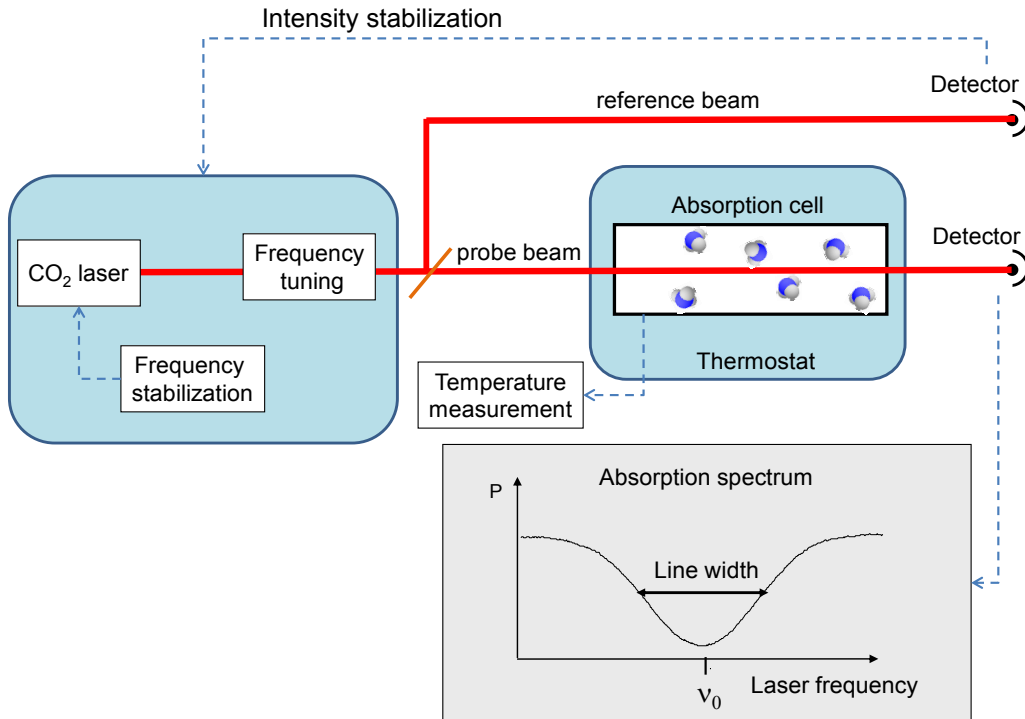 Intensity stabilization
Detector
reference beam
Absorption cell
Detector
Frequency
tuning
probe beam
CO₂ laser
Frequency
stabilization
Thermostat
Temperature
measurement
Absorption spectrum
P
Line width
ν₀
Laser frequency